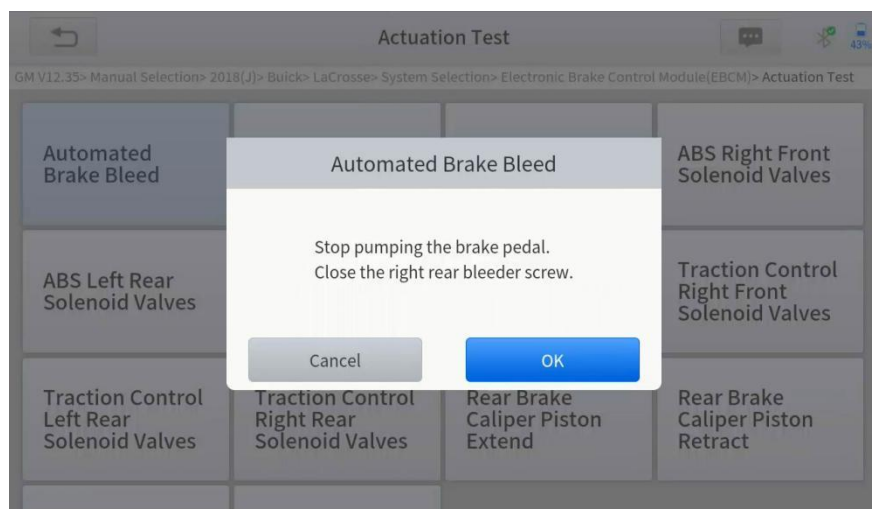 Actuation Test
43%
GM V12.35> Manual Selection> 2018(J)> Buick> LaCrosse> System Selection> Electronic Brake Control Module(EBCM)> Actuation Test
Automated
Brake Bleed
ABS Right Front
Solenoid Valves
Automated Brake Bleed
Stop pumping the brake pedal.
Close the right rear bleeder screw.
Cancel
OK
ABS Left Rear
Solenoid Valves
Traction Control
Right Front
Solenoid Valves
Traction Control
Left Rear
Solenoid Valves
Traction Control
Right Rear
Solenoid Valves
Rear Brake
Caliper Piston
Extend
Rear Brake
Caliper Piston
Retract